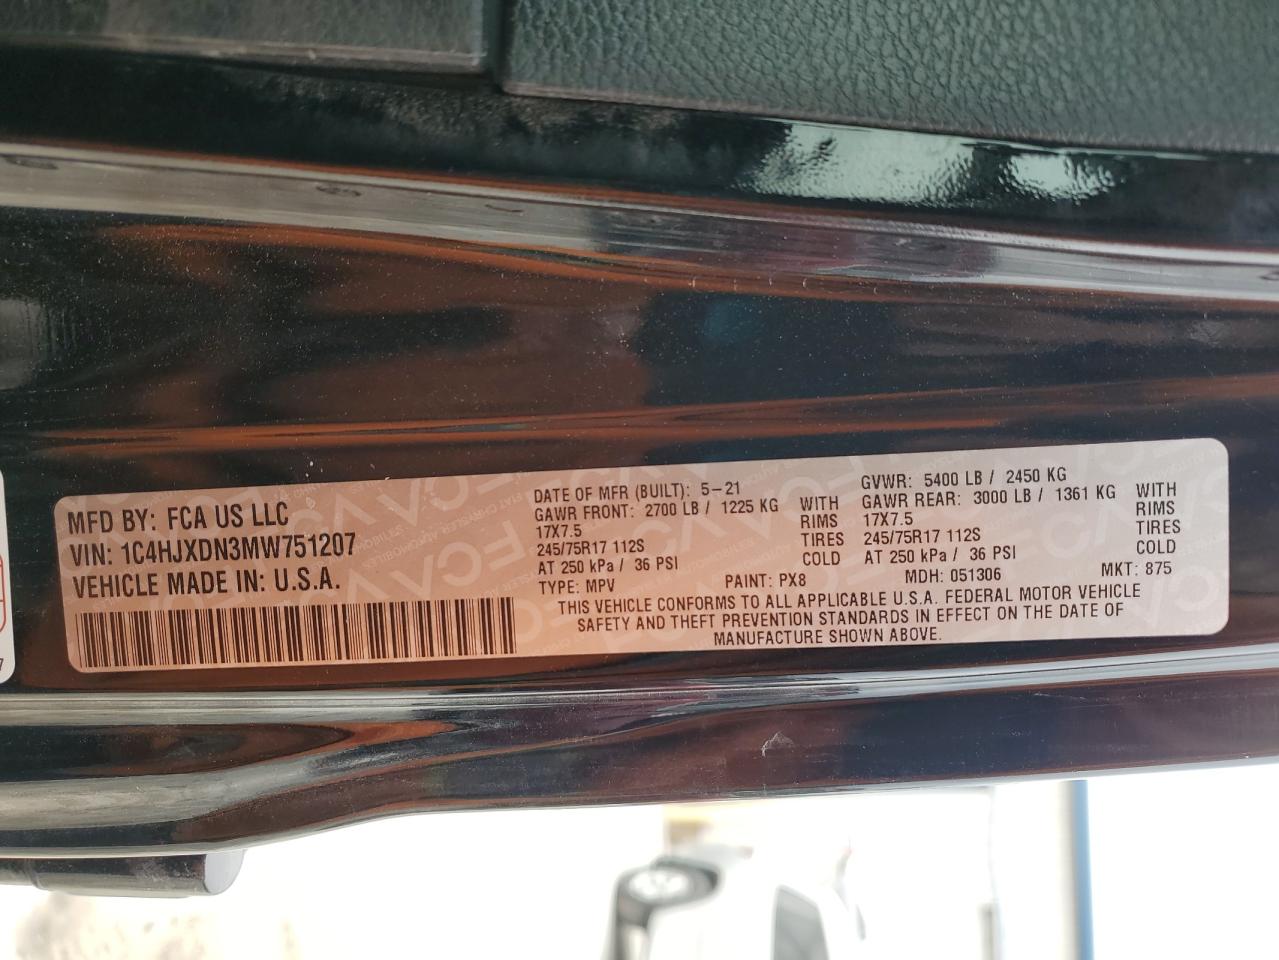 MFD BY: FCA US LLC
VIN: 1C4HJXDN3MW751207
VEHICLE MADE IN: U.S.A.
DATE OF MFR (BUILT): 5-21
GAWR FRONT: 2700 LB / 1225 KG WITH
17X7.5 RIMS
245/75R17 112S TIRES
AT 250 kPa / 36 PSI COLD
GVWR: 5400 LB / 2450 KG
GAWR REAR: 3000 LB / 1361 KG WITH
17X7.5 RIMS
245/75R17 112S TIRES
AT 250 kPa / 36 PSI COLD
TYPE: MPV PAINT: PX8 MDH: 051306 MKT: 875
THIS VEHICLE CONFORMS TO ALL APPLICABLE U.S.A. FEDERAL MOTOR VEHICLE
SAFETY AND THEFT PREVENTION STANDARDS IN EFFECT ON THE DATE OF
MANUFACTURE SHOWN ABOVE.
7